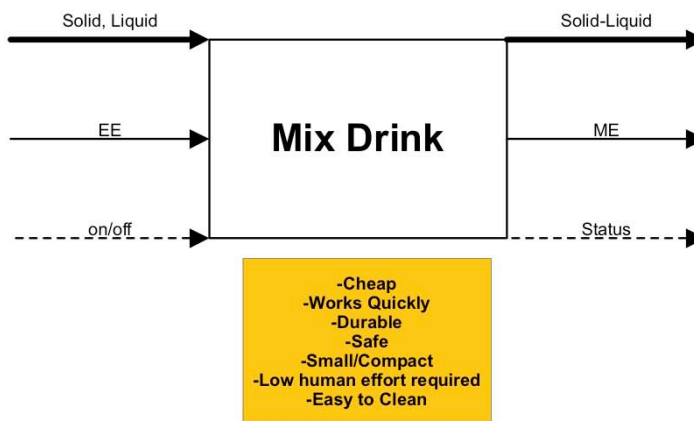 Solid, Liquid
Solid-Liquid
EE
Mix Drink
ME
on/off
Status
-Cheap
-Works Quickly
-Durable
-Safe
-Small/Compact
-Low human effort required
-Easy to Clean